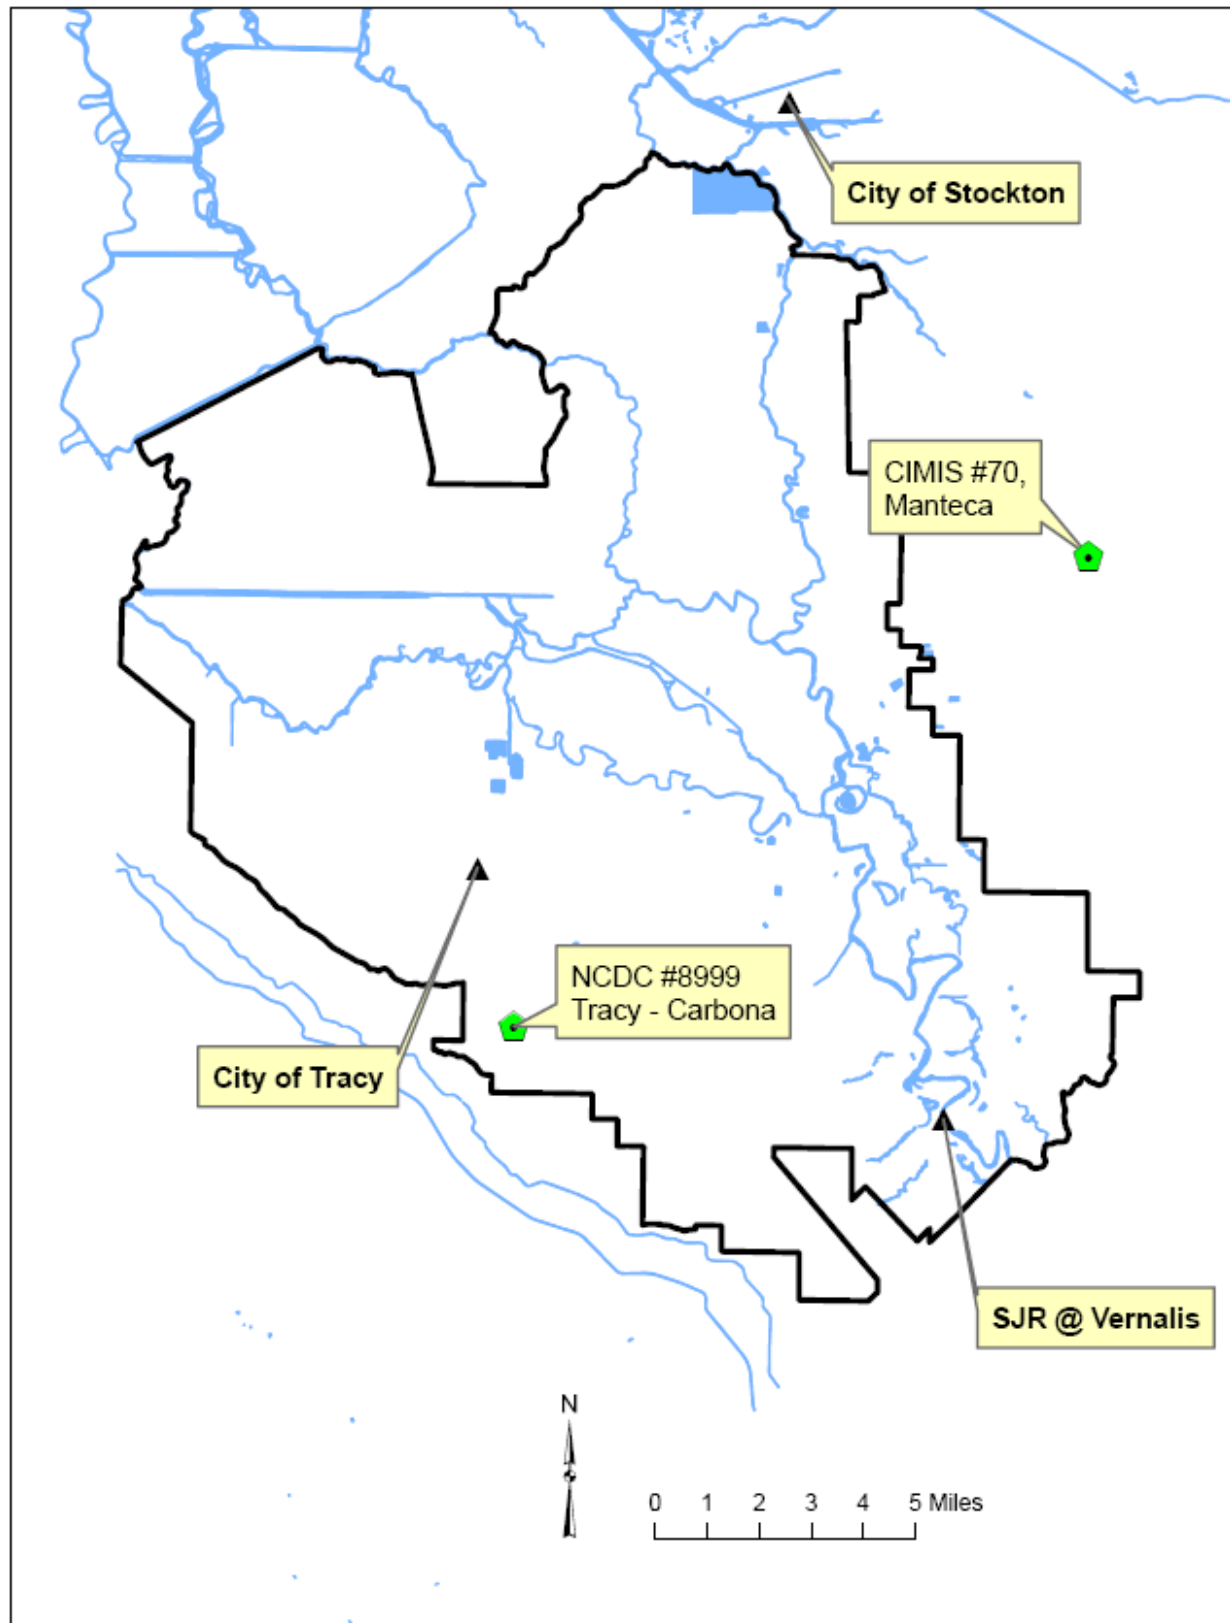 City of Stockton
CIMIS #70,
Manteca
NCDC #8999
Tracy - Carbona
City of Tracy
SJR @ Vernalis
N
0 1 2 3 4 5 Miles